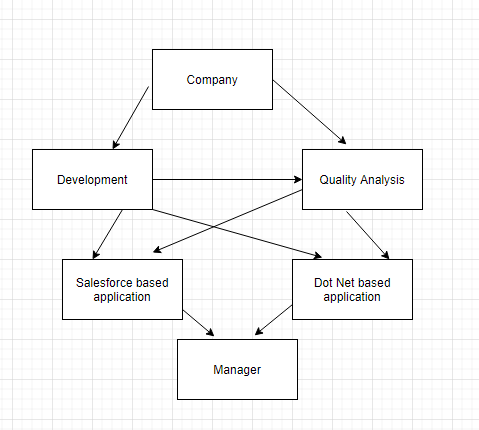 Company
Development
Quality Analysis
Salesforce based
application
Dot Net based
application
Manager